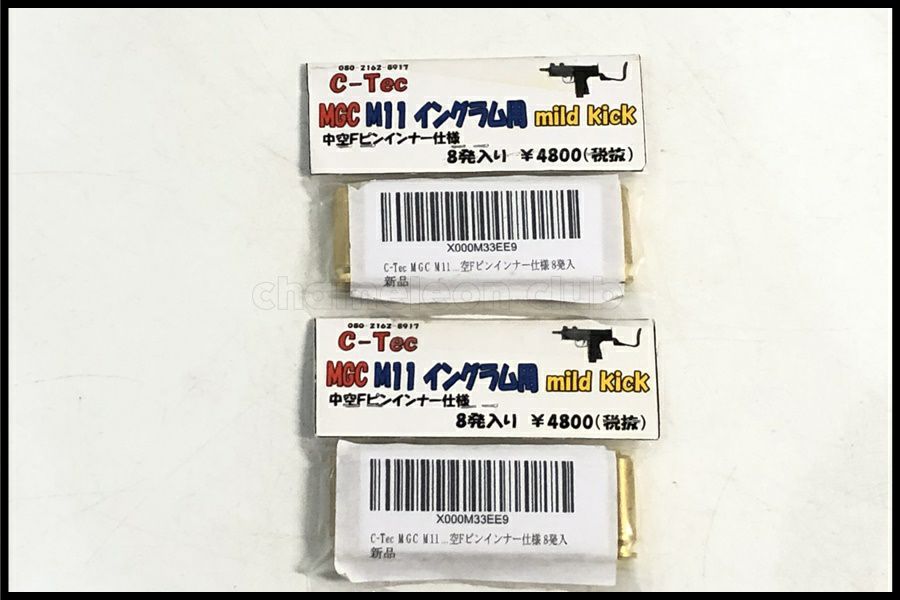 050-2162-8917
C-Tec
MGC M11 イングラム用 mild kick
中空Fピンインナー仕様
8発入り ¥4800(税抜)
X000M33EE9
C-Tec MGC M11...空Fピンインナー仕様 8発入
新品
chameleon club
050-2162-8917
C-Tec
MGC M11 イングラム用 mild kick
中空Fピンインナー仕様
8発入り ¥4800(税抜)
X000M33EE9
C-Tec MGC M11...空Fピンインナー仕様 8発入
新品